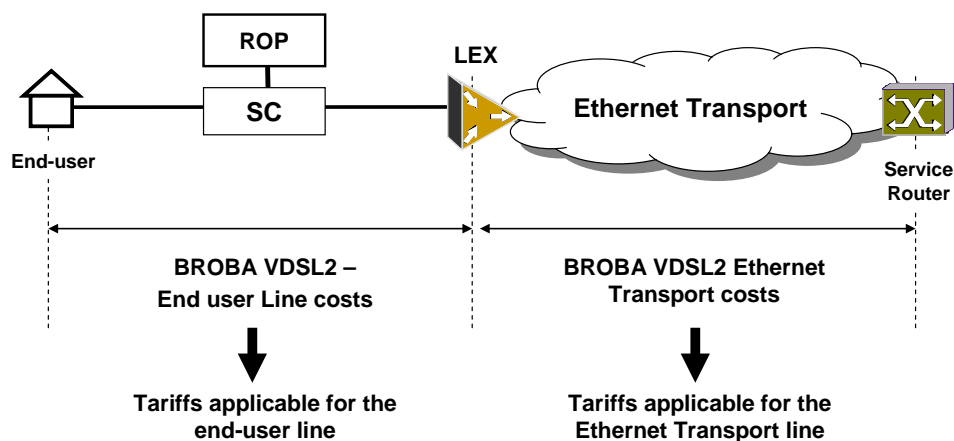 ROP
SC
LEX
Ethernet Transport
End-user
Service
Router
BROBA VDSL2 –
End user Line costs
BROBA VDSL2 Ethernet
Transport costs
Tariffs applicable for the
end-user line
Tariffs applicable for the
Ethernet Transport line